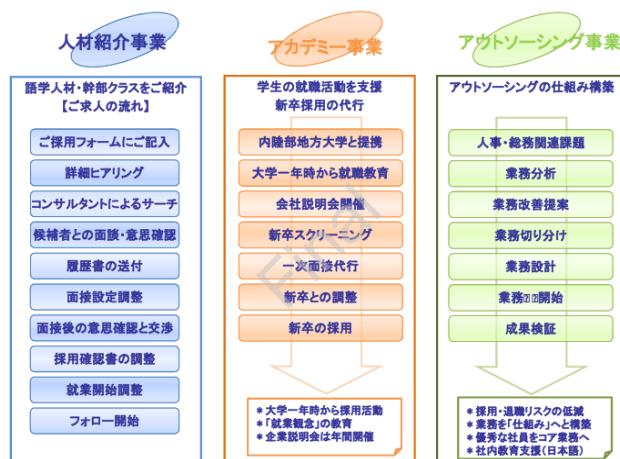 人材紹介事業
語学人材・幹部クラスをご紹介
【ご求人の流れ】
ご採用フォームにご記入
詳細ヒアリング
コンサルタントによるサーチ
候補者との面談・意思確認
履歴書の送付
面接設定調整
面接後の意思確認と交渉
採用確認書の調整
就業開始調整
フォロー開始
アカデミー事業
学生の就職活動を支援
新卒採用の代行
内陸部地方大学と提携
大学一年時から就職教育
会社説明会開催
新卒スクリーニング
一次面接代行
新卒との調整
新卒の採用
* 大学一年時から採用活動
* 「就業観念」の教育
* 企業説明会は年間開催
アウトソーシング事業
アウトソーシングの仕組み構築
人事・総務関連課題
業務分析
業務改善提案
業務切り分け
業務設計
業務開始
成果検証
* 採用・退職リスクの低減
* 業務を「仕組み」へと構築
* 優秀な社員をコア業務へ
* 社内教育支援(日本語)
Final